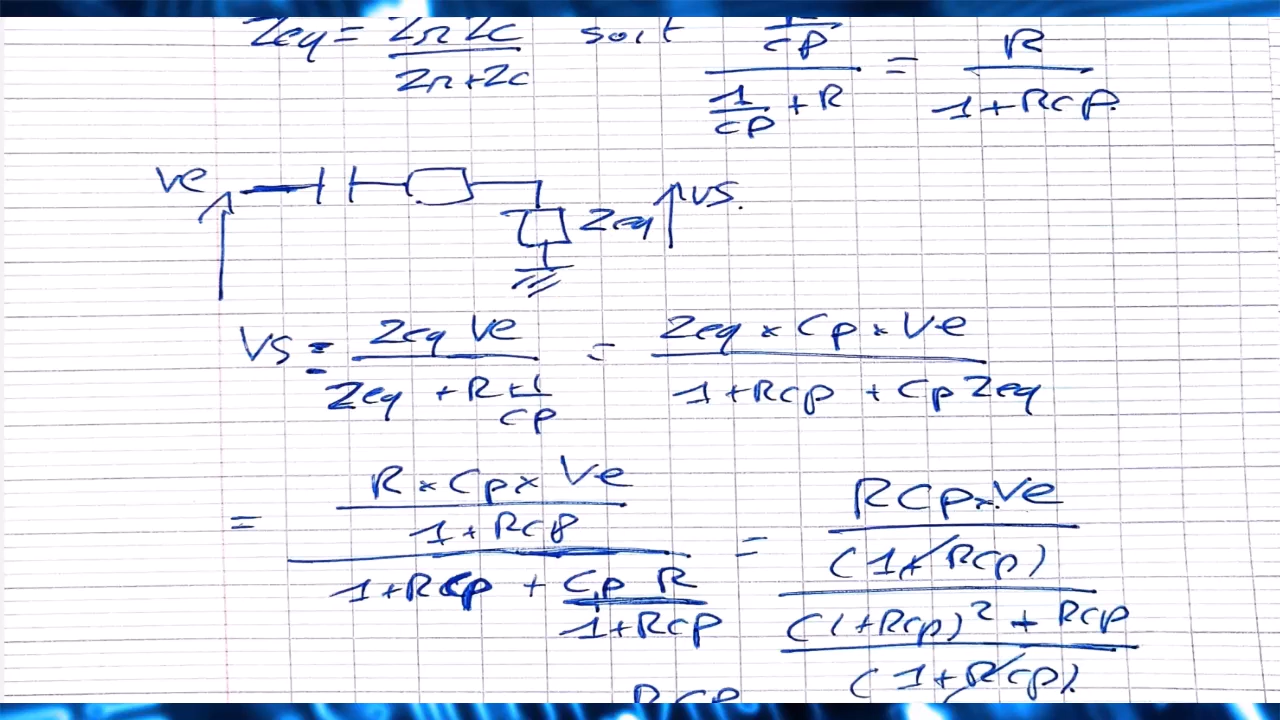 Zeq = ZR ZC / ZR + ZC soit 1/Cp / (1/Cp + R) = R / 1 + RCp
Ve Zeq Vs
Vs = Zeq Ve / (Zeq + R + 1/Cp) = Zeq × Cp × Ve / (1 + RCp + Cp Zeq)
= (R × Cp × Ve / 1 + RCp) / (1 + RCp + Cp R / 1 + RCp) = (RCp × Ve / (1 + RCp)) / ((1 + RCp)² + RCp / (1 + RCp))
RCp